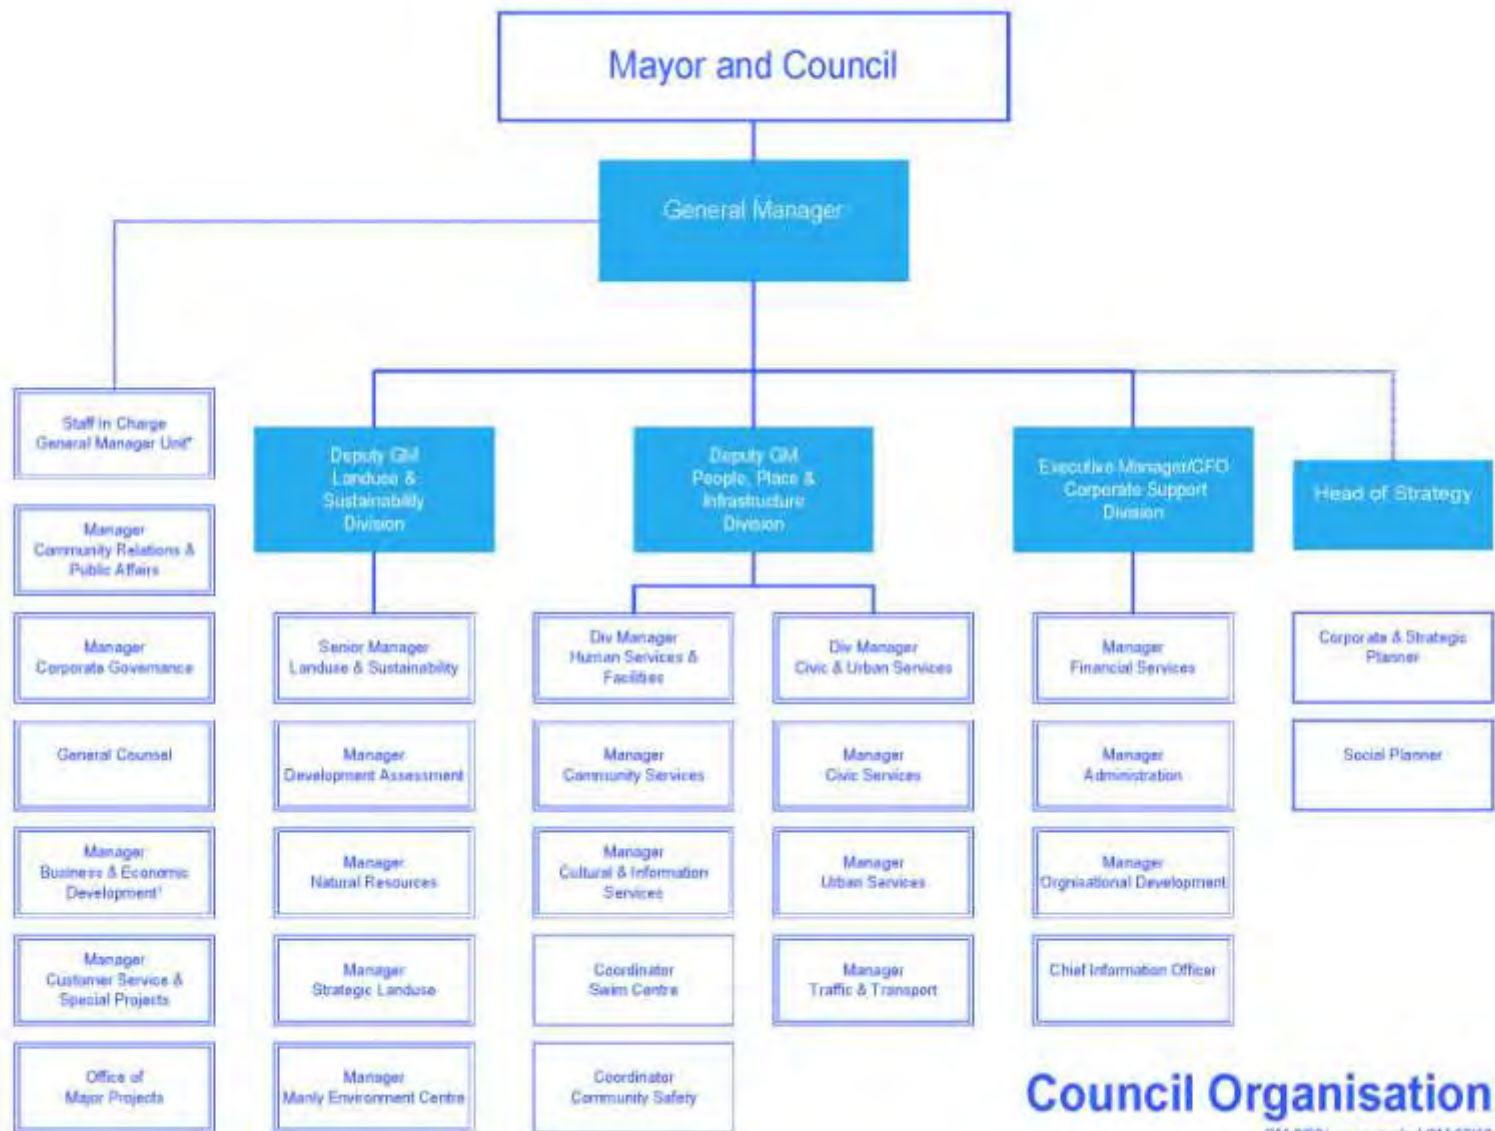 Mayor and Council
General Manager
Staff In Charge
General Manager Unit*
Manager
Community Relations &
Public Affairs
Manager
Corporate Governance
General Counsel
Manager
Business & Economic
Development¹
Manager
Customer Service &
Special Projects
Office of
Major Projects
Deputy GM
Landuse &
Sustainability
Division
Senior Manager
Landuse & Sustainability
Manager
Development Assessment
Manager
Natural Resources
Manager
Strategic Landuse
Manager
Manly Environment Centre
Deputy GM
People, Place &
Infrastructure
Division
Div Manager
Human Services &
Facilities
Manager
Community Services
Manager
Cultural & Information
Services
Coordinator
Swim Centre
Coordinator
Community Safety
Div Manager
Civic & Urban Services
Manager
Civic Services
Manager
Urban Services
Manager
Traffic & Transport
Executive Manager/CFO
Corporate Support
Division
Manager
Financial Services
Manager
Administration
Manager
Orgnisational Development
Chief Information Officer
Head of Strategy
Corporate & Strategic
Planner
Social Planner
Council Organisation